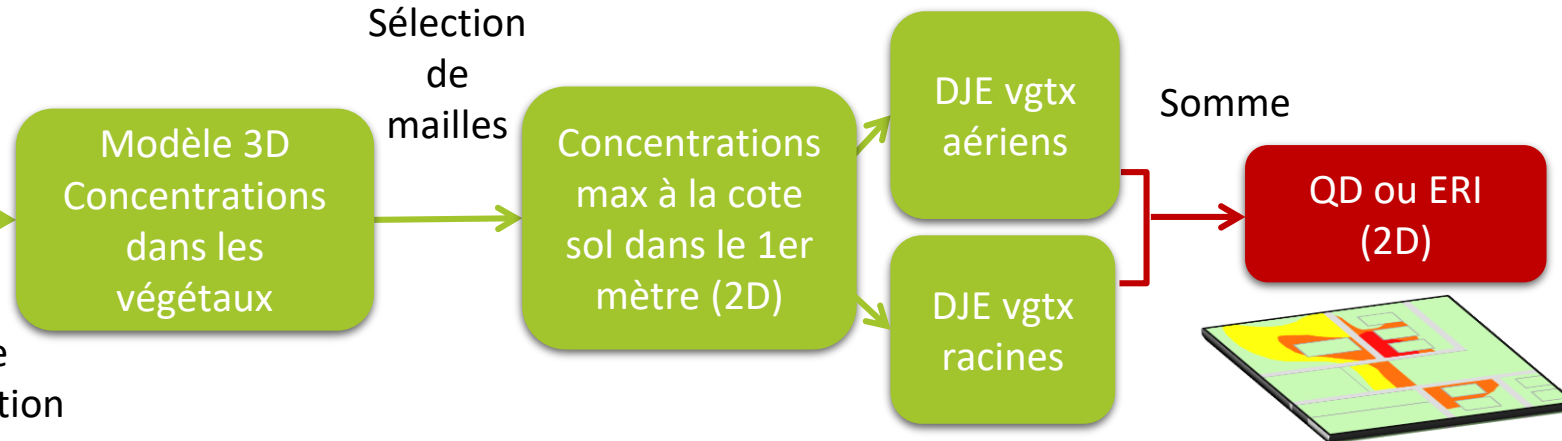 Sélection
de
mailles
Modèle 3D
Concentrations
dans les
végétaux
Concentrations
max à la cote
sol dans le 1er
mètre (2D)
DJE vgtx
aériens
DJE vgtx
racines
Somme
QD ou ERI
(2D)
e
tion